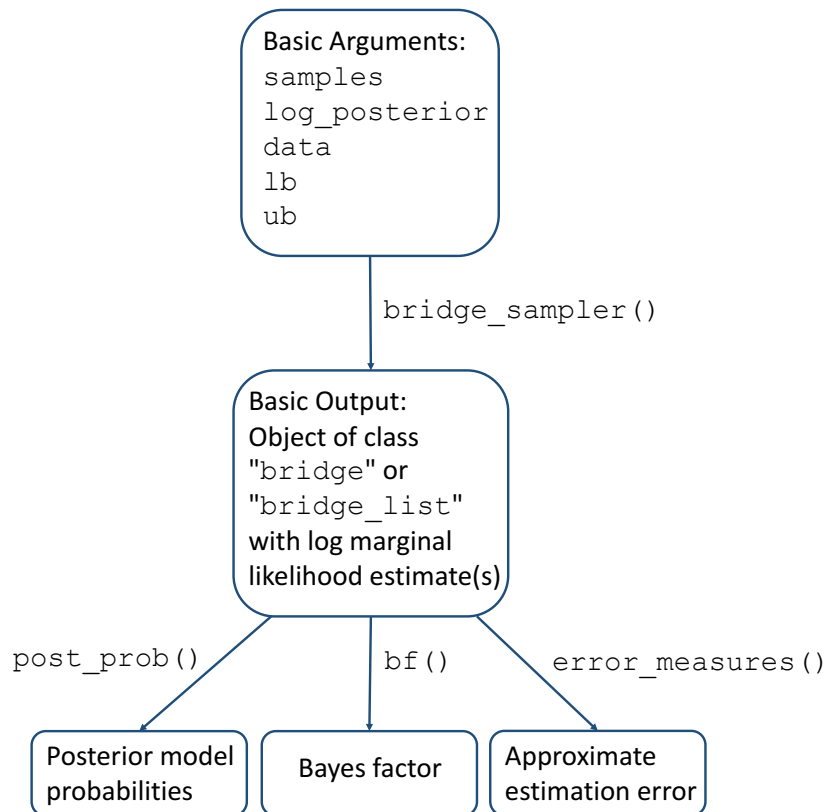 Basic Arguments:
samples
log_posterior
data
lb
ub
bridge_sampler()
Basic Output:
Object of class
"bridge" or
"bridge_list"
with log marginal
likelihood estimate(s)
post_prob()
bf()
error_measures()
Posterior model
probabilities
Bayes factor
Approximate
estimation error